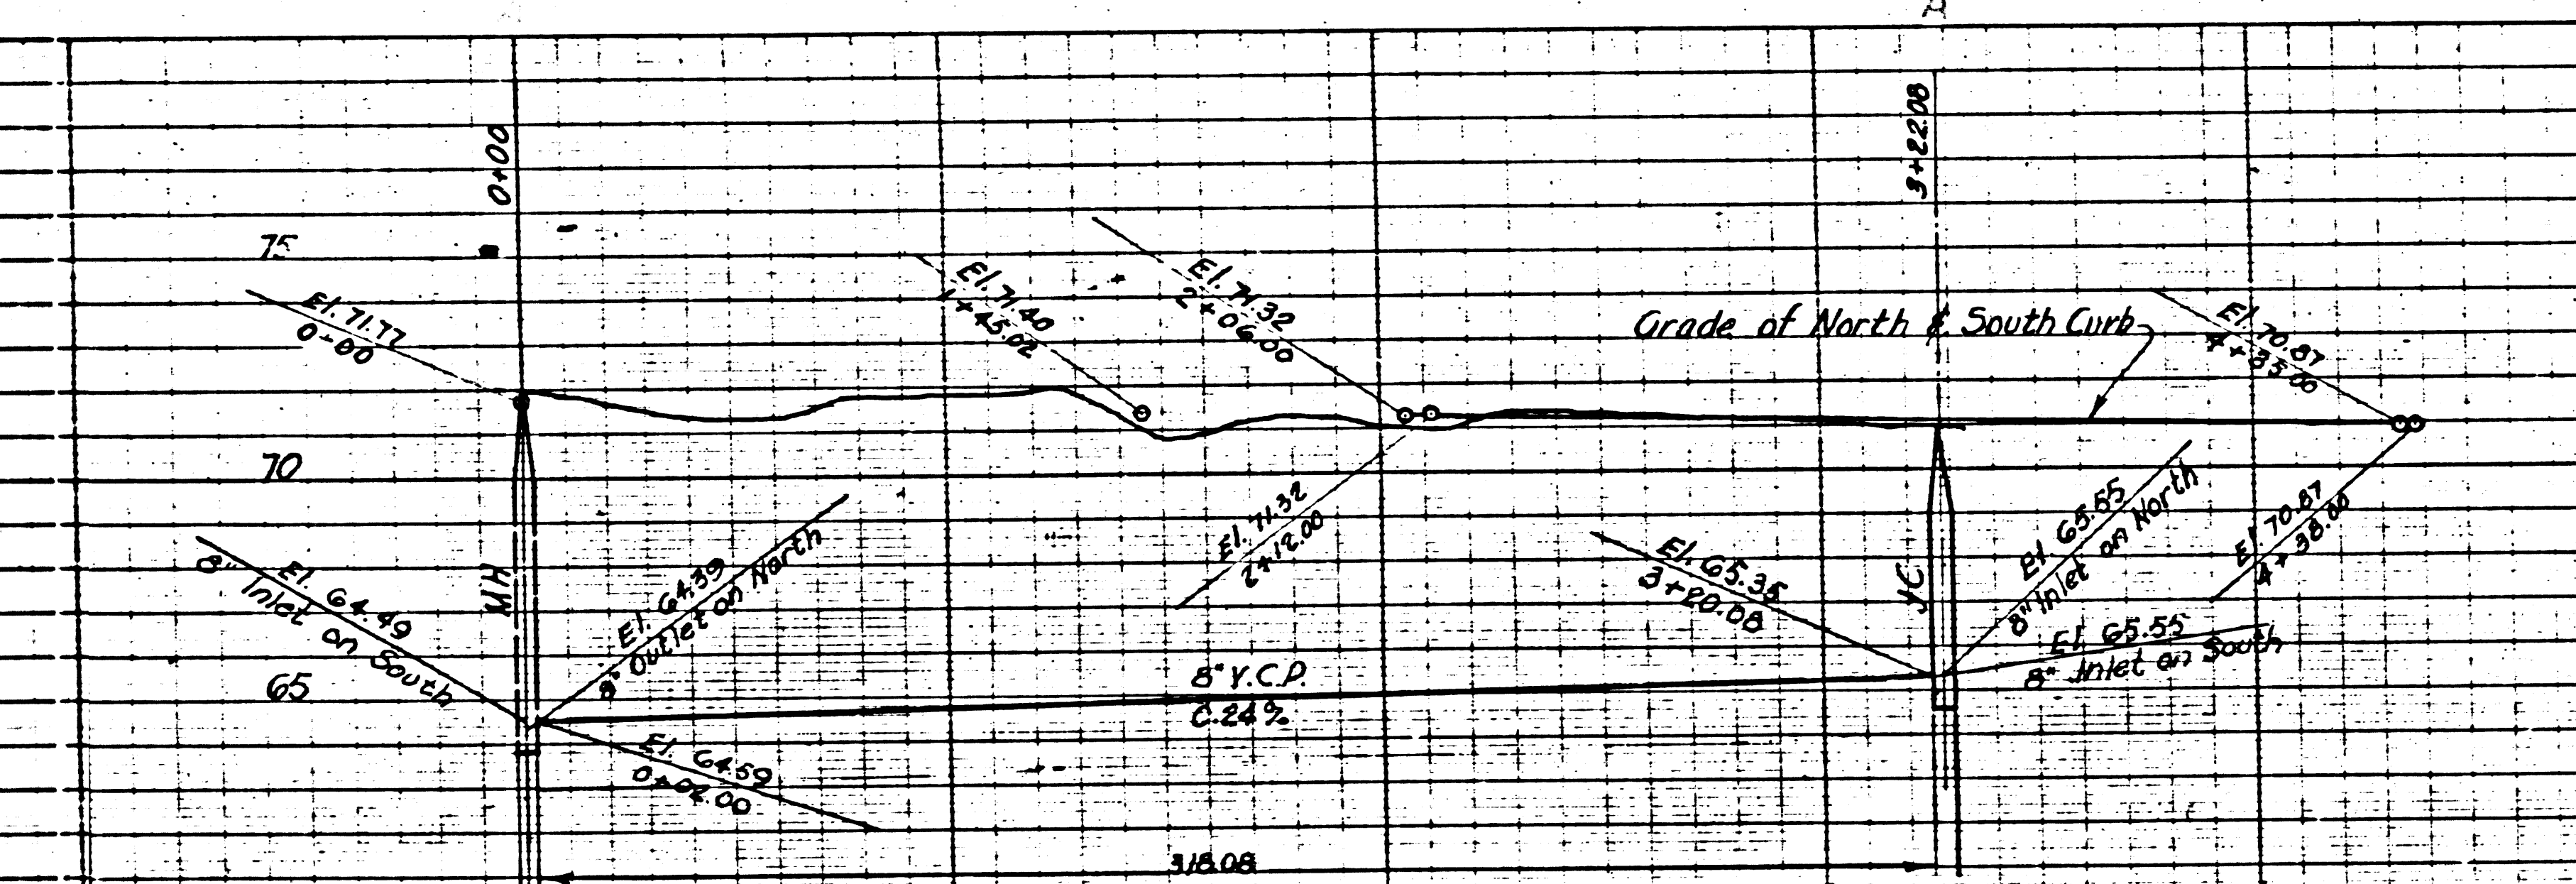 0+00
3+22.08
75
El. 71.77
0-00
El. 71.40
1+45.02
El. 71.32
2+06.00
Grade of North & South Curb
El. 70.87
4+35.00
70
El. 71.32
2+12.00
El. 65.55
8" Inlet on North
El. 70.87
4+38.00
El. 64.49
8" Inlet on South
MH
El. 64.39
8" Outlet on North
El. 65.35
3+20.08
YC
El. 65.55
8" Inlet on South
65
8" V.C.P.
0.24%
El. 64.59
0+02.00
318.08